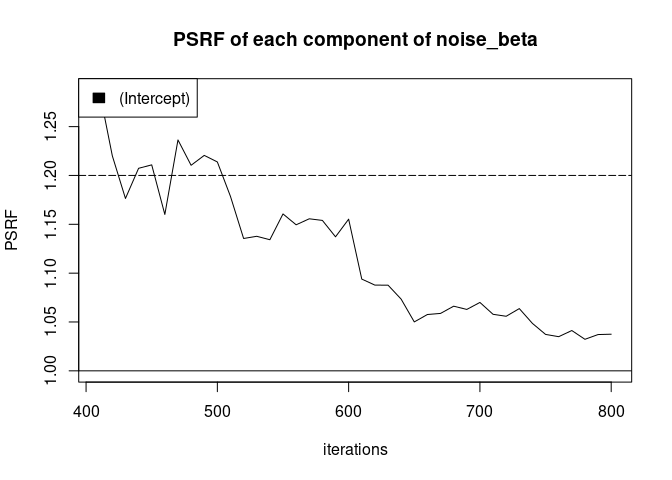 PSRF of each component of noise_beta
(Intercept)
1.25
1.20
1.15
1.10
1.05
1.00
PSRF
400 500 600 700 800
iterations